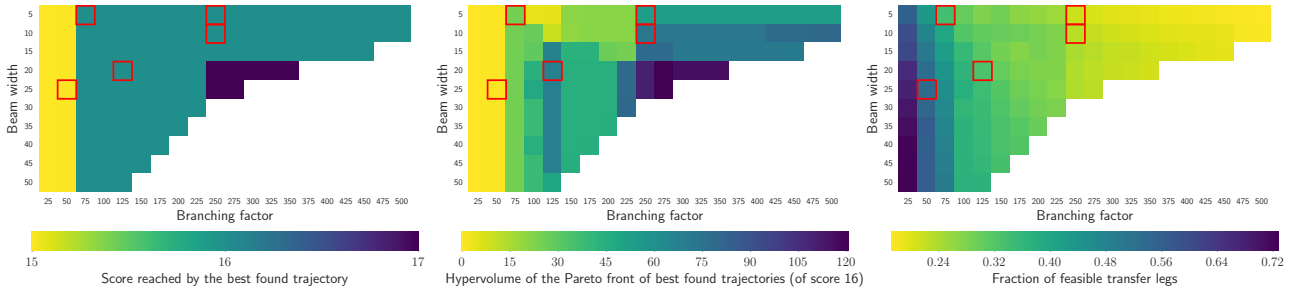 Beam width
5
10
15
20
25
30
35
40
45
50
25 50 75 100 125 150 175 200 225 250 275 300 325 350 375 400 425 450 475 500
Branching factor
15 16 17
Score reached by the best found trajectory
Beam width
5
10
15
20
25
30
35
40
45
50
25 50 75 100 125 150 175 200 225 250 275 300 325 350 375 400 425 450 475 500
Branching factor
0 15 30 45 60 75 90 105 120
Hypervolume of the Pareto front of best found trajectories (of score 16)
Beam width
5
10
15
20
25
30
35
40
45
50
25 50 75 100 125 150 175 200 225 250 275 300 325 350 375 400 425 450 475 500
Branching factor
0.24 0.32 0.40 0.48 0.56 0.64 0.72
Fraction of feasible transfer legs